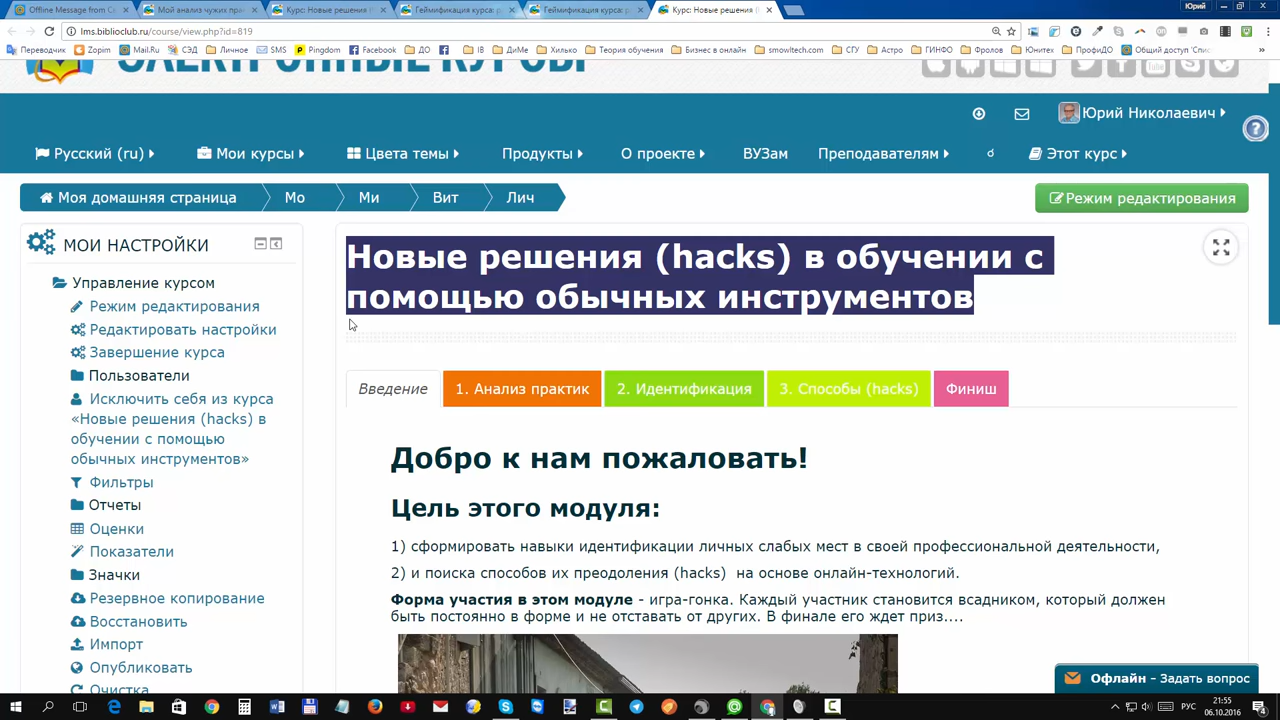 Offline Message from C
Мой анализ чужих прак
Курс: Новые решения (
Геймификация курса: р
Геймификация курса: р
Курс: Новые решения (
Юрий
lms.biblioclub.ru/course/view.php?id=819
Переводчик Zopim Mail.Ru СЭД Личное SMS Pingdom Facebook ДО IB ДиМе Хилько Теория обучения Бизнес в онлайн smowltech.com СГУ Астро ГИНФО Фролов Юнитех ПрофиДО Общий доступ 'Спис
ЭЛЕКТРОННЫЕ КУРСЫ
Юрий Николаевич
Русский (ru) Мои курсы Цвета темы Продукты О проекте ВУЗам Преподавателям Этот курс
Моя домашняя страница Мо Ми Вит Лич
Режим редактирования
МОИ НАСТРОЙКИ
Управление курсом
Режим редактирования
Редактировать настройки
Завершение курса
Пользователи
Исключить себя из курса
«Новые решения (hacks) в
обучении с помощью
обычных инструментов»
Фильтры
Отчеты
Оценки
Показатели
Значки
Резервное копирование
Восстановить
Импорт
Опубликовать
Очистка
Новые решения (hacks) в обучении с
помощью обычных инструментов
Введение 1. Анализ практик 2. Идентификация 3. Способы (hacks) Финиш
Добро к нам пожаловать!
Цель этого модуля:
1) сформировать навыки идентификации личных слабых мест в своей профессиональной деятельности,
2) и поиска способов их преодоления (hacks) на основе онлайн-технологий.
Форма участия в этом модуле - игра-гонка. Каждый участник становится всадником, который должен
быть постоянно в форме и не отставать от других. В финале его ждет приз....
Офлайн - Задать вопрос
РУС
21:55
06.10.2016